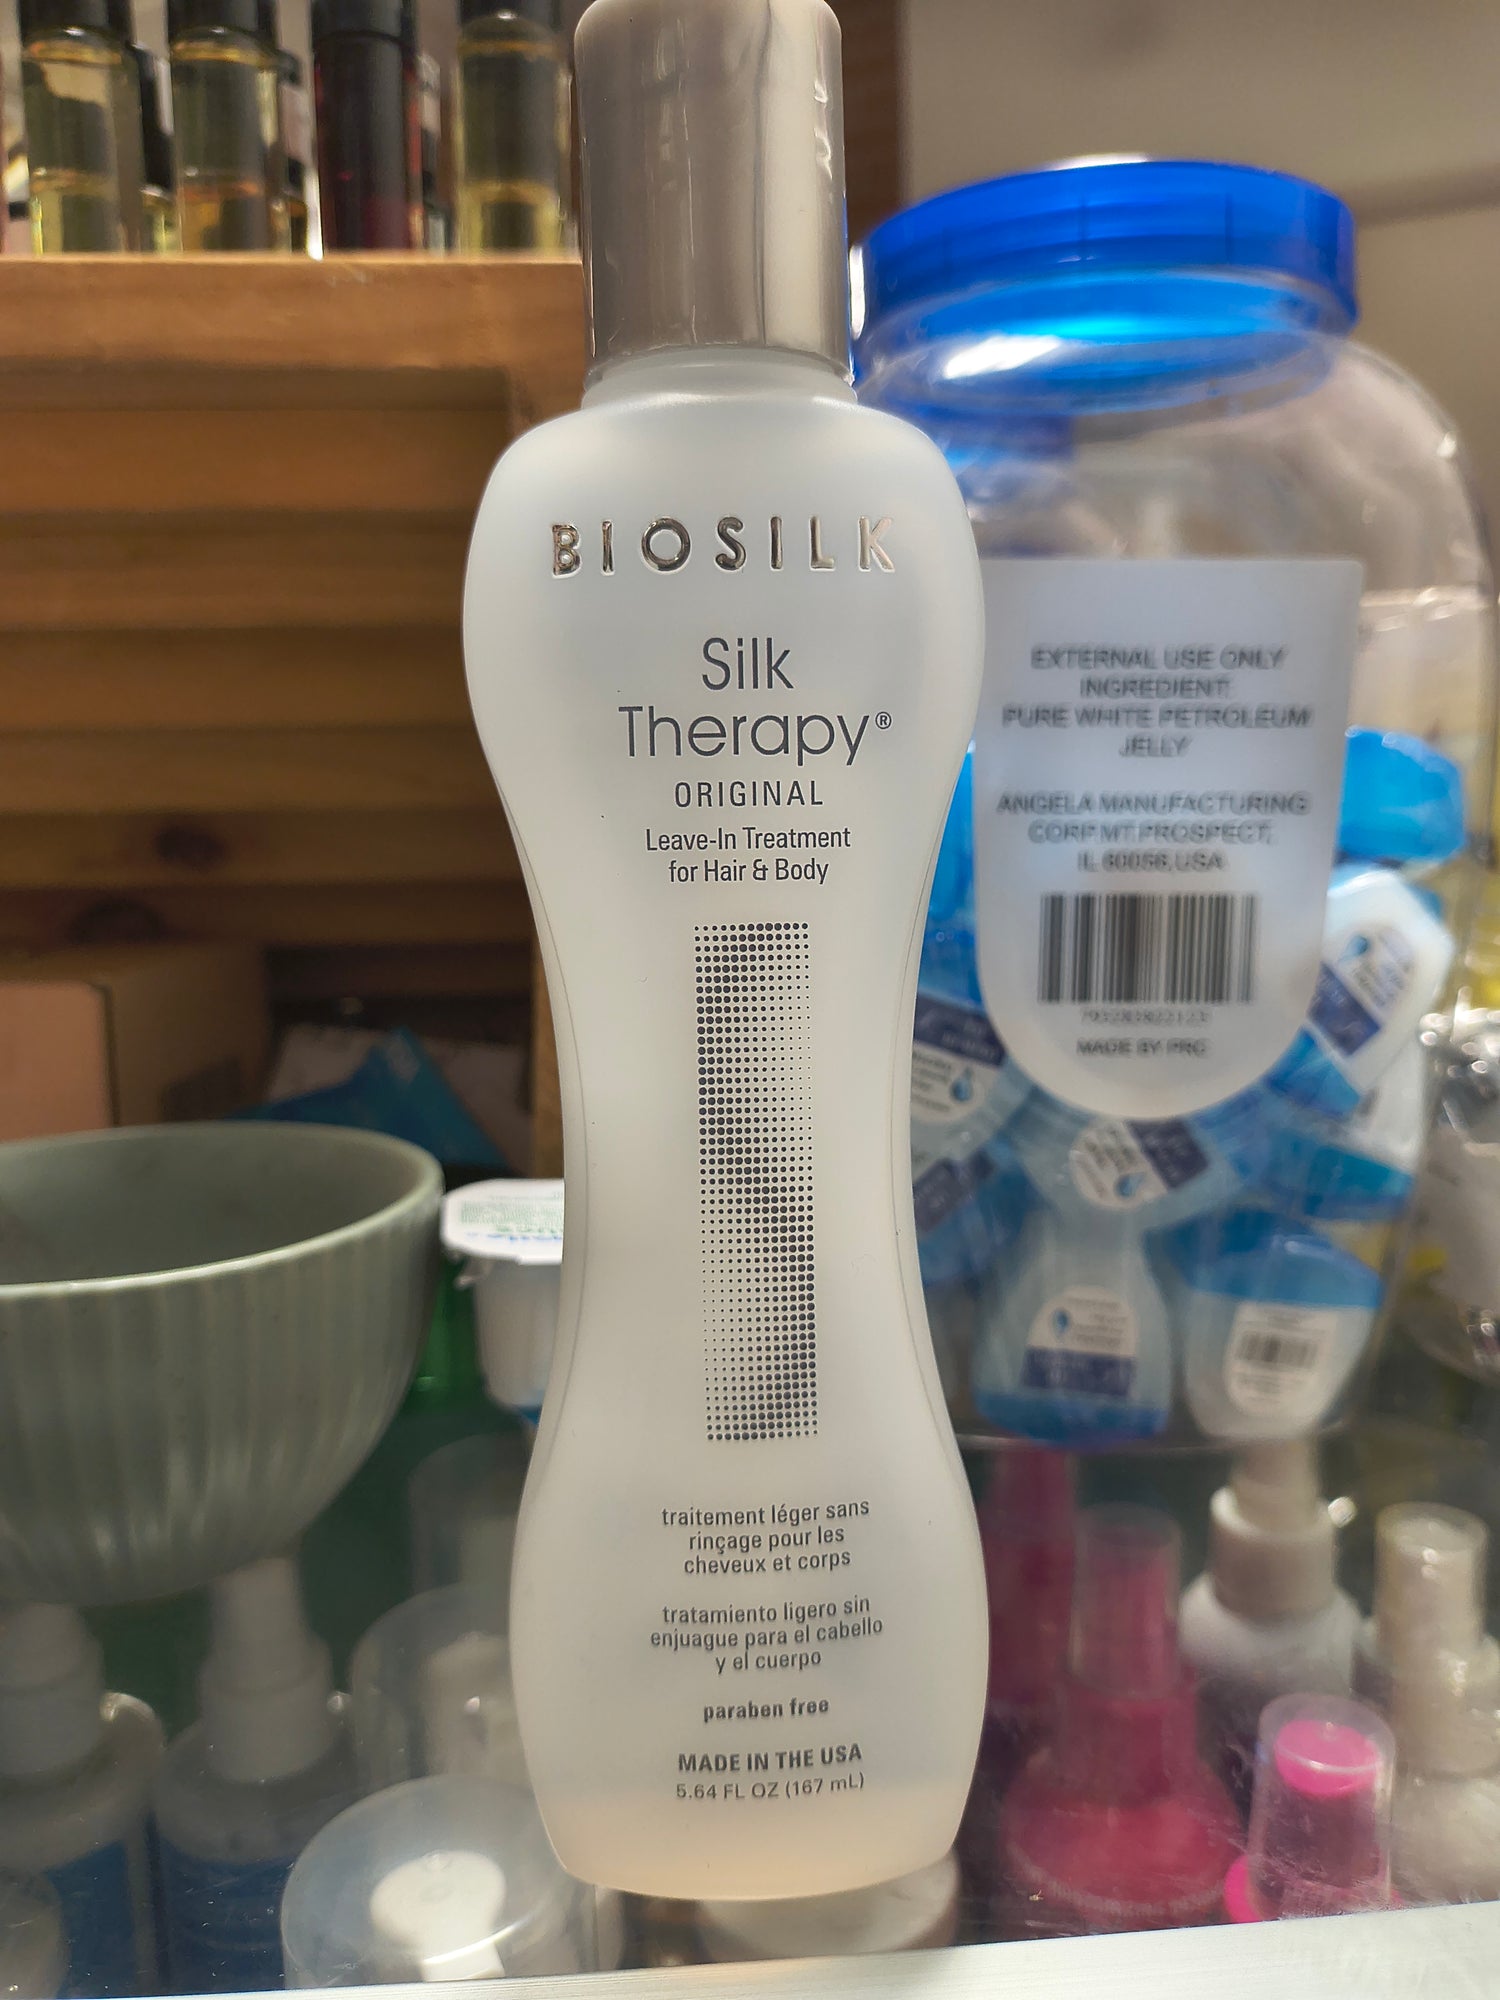 BIOSILK
Silk
Therapy®
ORIGINAL
Leave-In Treatment
for Hair & Body
traitement léger sans
rinçage pour les
cheveux et corps
tratamiento ligero sin
enjuague para el cabello
y el cuerpo
paraben free
MADE IN THE USA
5.64 FL OZ (167 mL)
EXTERNAL USE ONLY
INGREDIENT:
PURE WHITE PETROLEUM
JELLY
ANGELA MANUFACTURING
CORP.MT.PROSPECT,
IL 60056,USA
MADE BY PRC